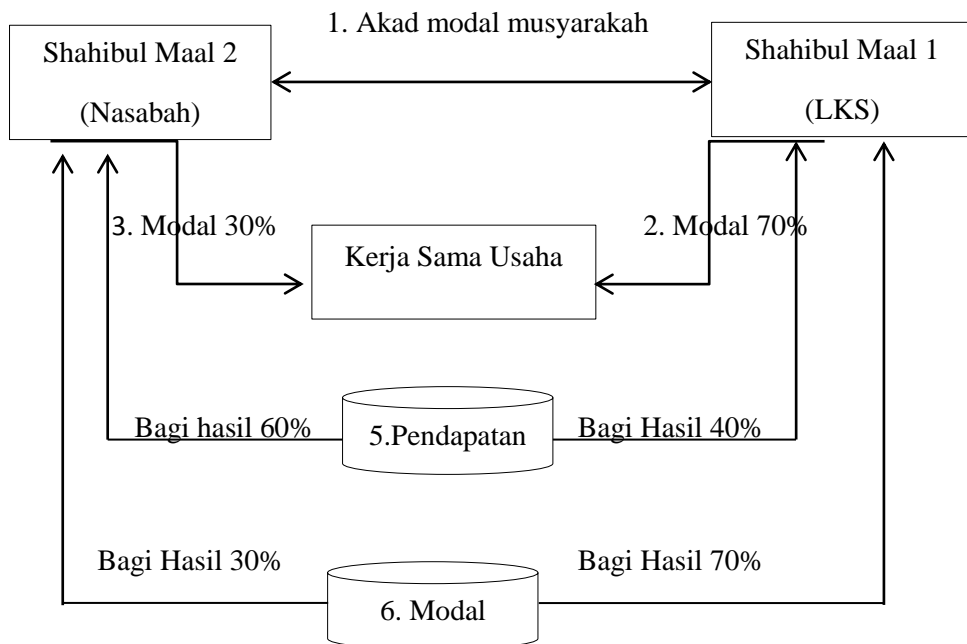 1. Akad modal musyarakah
Shahibul Maal 2
(Nasabah)
Shahibul Maal 1
(LKS)
3. Modal 30%
2. Modal 70%
Kerja Sama Usaha
Bagi hasil 60%
5.Pendapatan
Bagi Hasil 40%
Bagi Hasil 30%
6. Modal
Bagi Hasil 70%